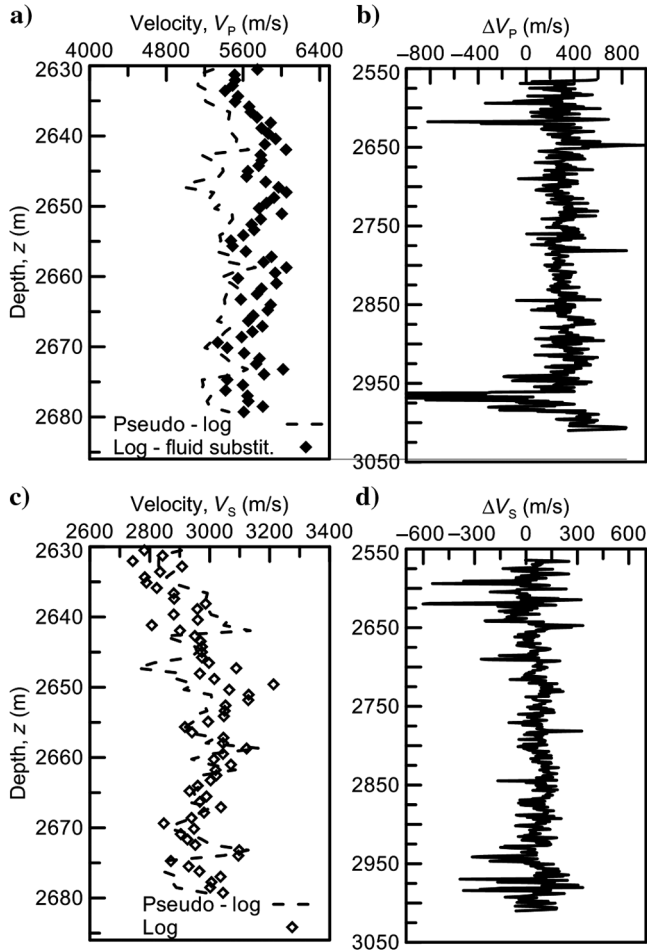 a)
Velocity, VP (m/s)
4000 4800 5600 6400
2630
2640
2650
2660
2670
2680
Depth, z (m)
Pseudo - log
Log - fluid substit.
b)
ΔVP (m/s)
−800 −400 0 400 800
2550
2650
2750
2850
2950
3050
c)
Velocity, VS (m/s)
2600 2800 3000 3200 3400
2630
2640
2650
2660
2670
2680
Depth, z (m)
Pseudo - log
Log
d)
ΔVS (m/s)
−600 −300 0 300 600
2550
2650
2750
2850
2950
3050